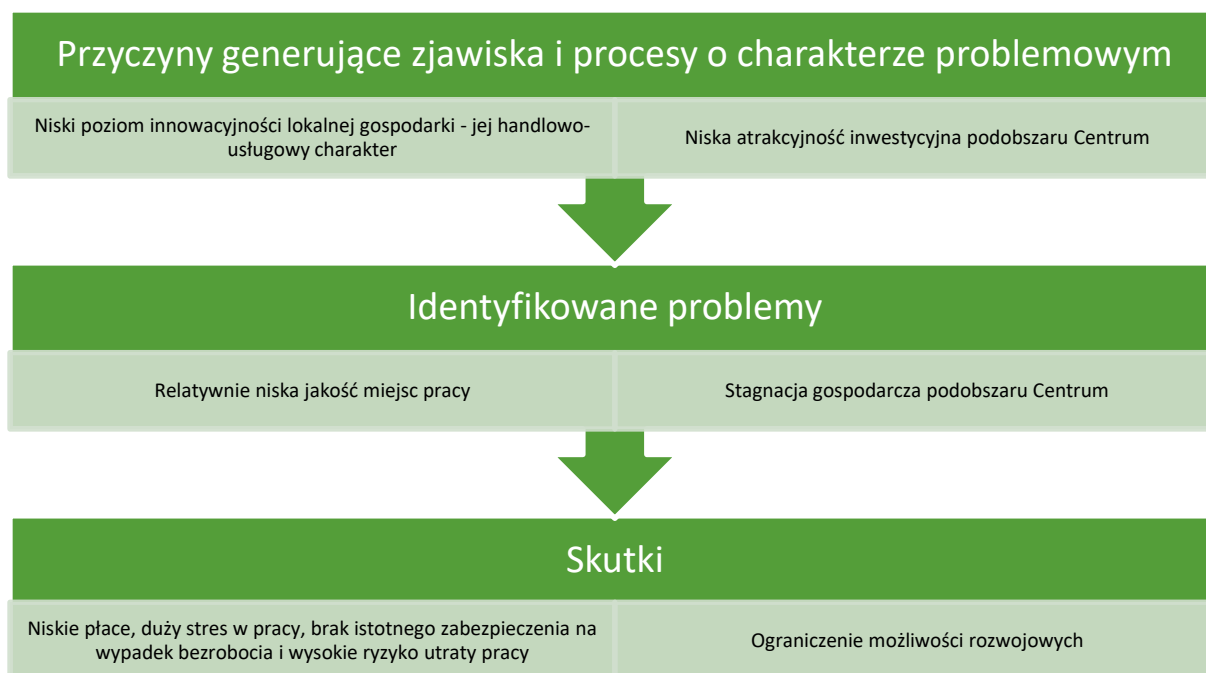 Przyczyny generujące zjawiska i procesy o charakterze problemowym
Niski poziom innowacyjności lokalnej gospodarki - jej handlowo-
usługowy charakter
Niska atrakcyjność inwestycyjna podobszaru Centrum
Identyfikowane problemy
Relatywnie niska jakość miejsc pracy
Stagnacja gospodarcza podobszaru Centrum
Skutki
Niskie płace, duży stres w pracy, brak istotnego zabezpieczenia na
wypadek bezrobocia i wysokie ryzyko utraty pracy
Ograniczenie możliwości rozwojowych